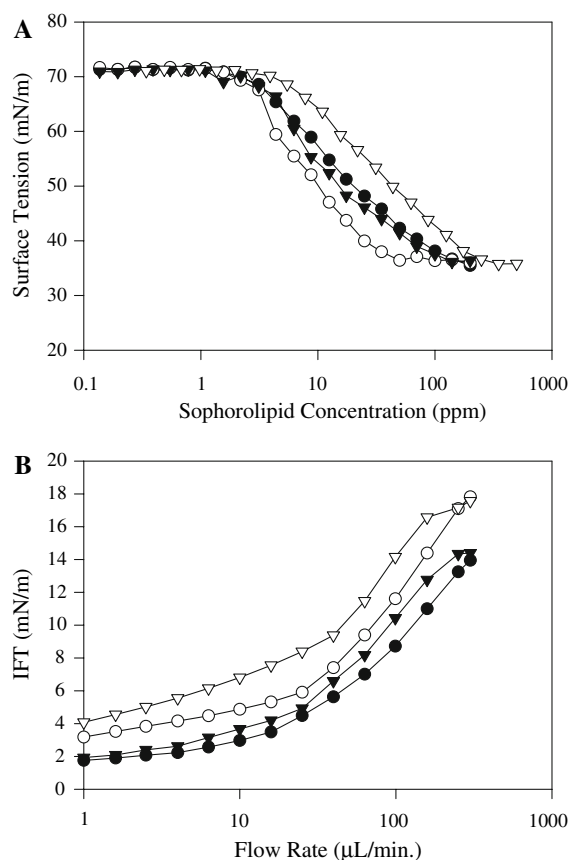 A
80
70
60
50
40
30
20
Surface Tension (mN/m)
0.1 1 10 100 1000
Sophorolipid Concentration (ppm)
B
20
18
16
14
12
10
8
6
4
2
0
IFT (mN/m)
1 10 100 1000
Flow Rate (μL/min.)